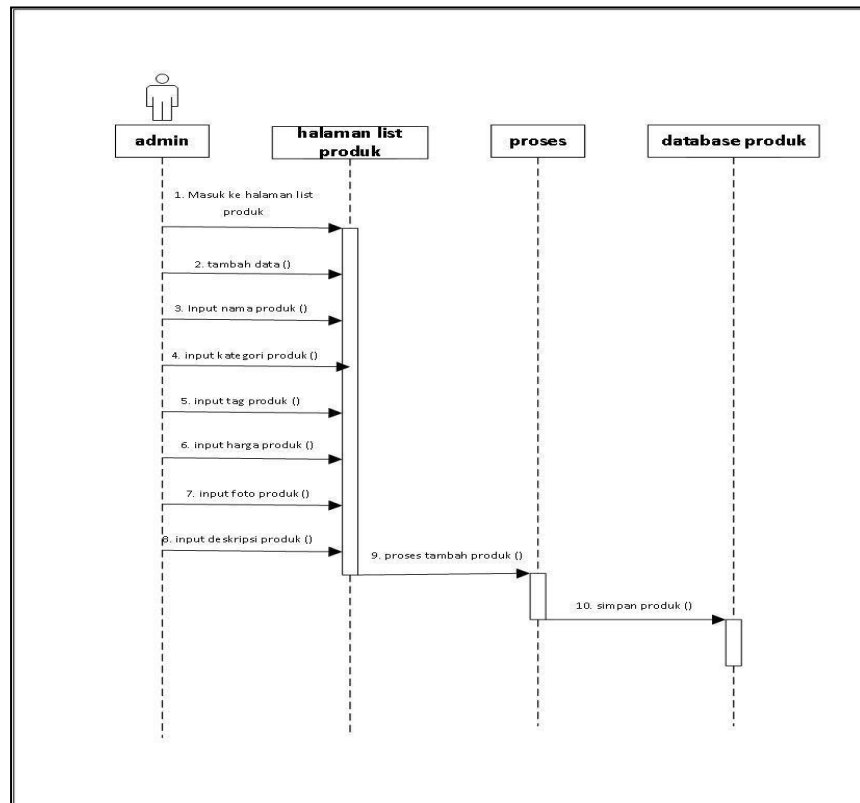 admin
halaman list
produk
proses
database produk
1. Masuk ke halaman list
produk
2. tambah data ()
3. Input nama produk ()
4. input kategori produk ()
5. input tag produk ()
6. input harga produk ()
7. input foto produk ()
8. input deskripsi produk ()
9. proses tambah produk ()
10. simpan produk ()